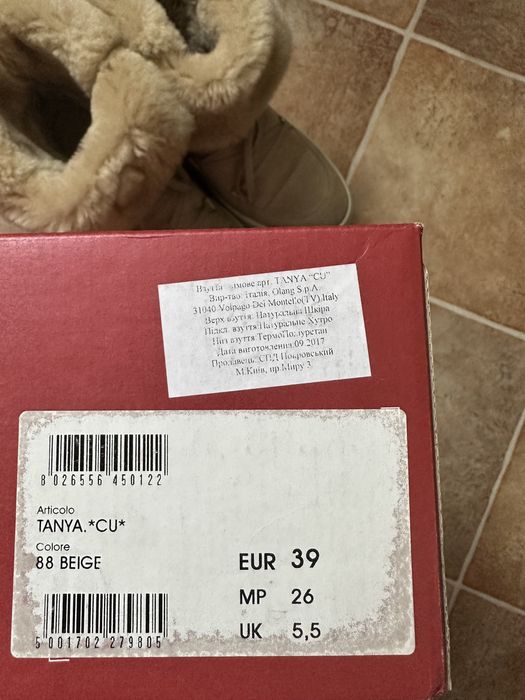 Взуття зимове арт. TANYA "CU"
Вир-тво: Італия, Olang S.p.A.
31040 Volpago Del Montello(TV) Italy
Верх взуття: Натуральна Шкіра
Підкл. взуття Натуральне Хутро
Низ взуття ТермоПоліуретан
Дата виготовлення 09.2017
Продавець: СПД Покровський
М.Київ, пр.Миру 3
8 026556 450122
Articolo
TANYA.*CU*
Colore
88 BEIGE
EUR 39
MP 26
UK 5,5
5 001702 279805